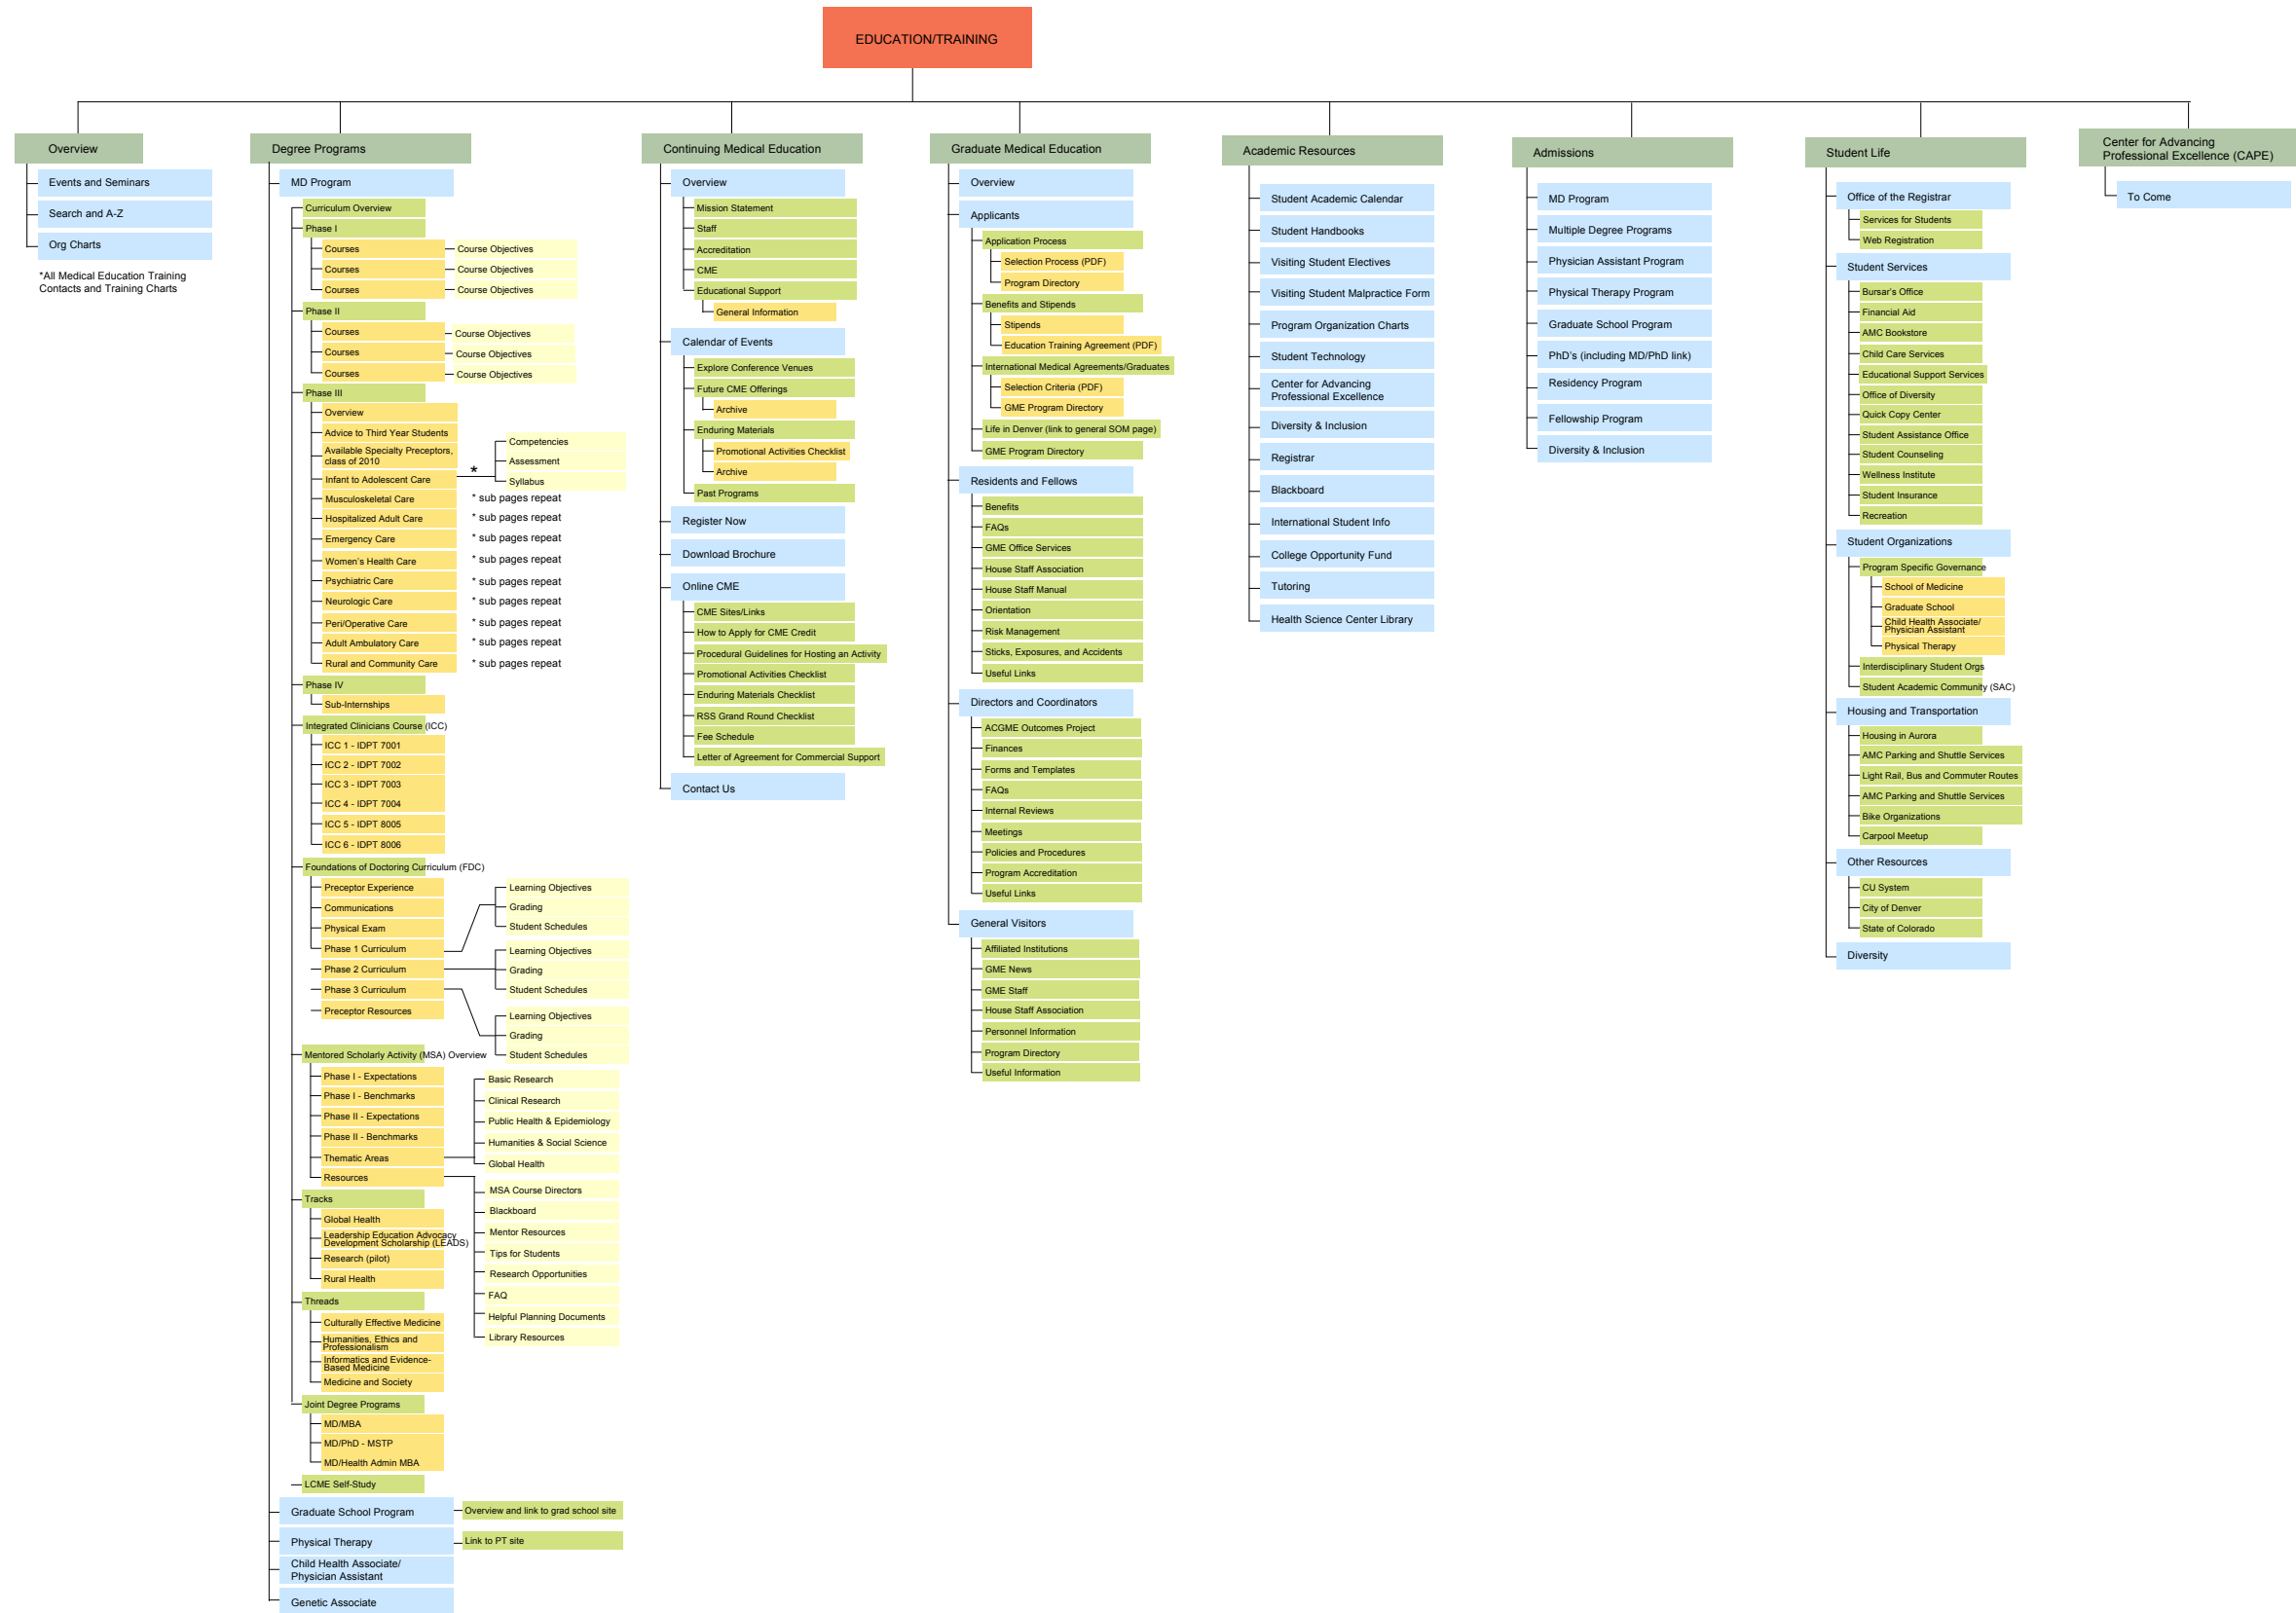 EDUCATION/TRAINING
Overview
Events and Seminars
Search and A-Z
Org Charts
*All Medical Education Training
Contacts and Training Charts
Degree Programs
MD Program
Curriculum Overview
Phase I
Courses
Course Objectives
Courses
Course Objectives
Courses
Course Objectives
Phase II
Courses
Course Objectives
Courses
Course Objectives
Courses
Course Objectives
Phase III
Overview
Advice to Third Year Students
Available Specialty Preceptors,
class of 2010
Infant to Adolescent Care
*
Competencies
Assessment
Syllabus
Musculoskeletal Care
* sub pages repeat
Hospitalized Adult Care
* sub pages repeat
Emergency Care
* sub pages repeat
Women's Health Care
* sub pages repeat
Psychiatric Care
* sub pages repeat
Neurologic Care
* sub pages repeat
Peri/Operative Care
* sub pages repeat
Adult Ambulatory Care
* sub pages repeat
Rural and Community Care
* sub pages repeat
Phase IV
Sub-Internships
Integrated Clinicians Course (ICC)
ICC 1 - IDPT 7001
ICC 2 - IDPT 7002
ICC 3 - IDPT 7003
ICC 4 - IDPT 7004
ICC 5 - IDPT 8005
ICC 6 - IDPT 8006
Foundations of Doctoring Curriculum (FDC)
Preceptor Experience
Communications
Physical Exam
Phase 1 Curriculum
Learning Objectives
Grading
Student Schedules
Phase 2 Curriculum
Learning Objectives
Grading
Student Schedules
Phase 3 Curriculum
Learning Objectives
Grading
Student Schedules
Preceptor Resources
Mentored Scholarly Activity (MSA) Overview
Phase I - Expectations
Phase I - Benchmarks
Phase II - Expectations
Phase II - Benchmarks
Thematic Areas
Basic Research
Clinical Research
Public Health & Epidemiology
Humanities & Social Science
Global Health
Resources
MSA Course Directors
Blackboard
Mentor Resources
Tips for Students
Research Opportunities
FAQ
Helpful Planning Documents
Library Resources
Tracks
Global Health
Leadership Education Advocacy
Development Scholarship (LEADS)
Research (pilot)
Rural Health
Threads
Culturally Effective Medicine
Humanities, Ethics and
Professionalism
Informatics and Evidence-
Based Medicine
Medicine and Society
Joint Degree Programs
MD/MBA
MD/PhD - MSTP
MD/Health Admin MBA
LCME Self-Study
Graduate School Program
Overview and link to grad school site
Physical Therapy
Link to PT site
Child Health Associate/
Physician Assistant
Genetic Associate
Continuing Medical Education
Overview
Mission Statement
Staff
Accreditation
CME
Educational Support
General Information
Calendar of Events
Explore Conference Venues
Future CME Offerings
Archive
Enduring Materials
Promotional Activities Checklist
Archive
Past Programs
Register Now
Download Brochure
Online CME
CME Sites/Links
How to Apply for CME Credit
Procedural Guidelines for Hosting an Activity
Promotional Activities Checklist
Enduring Materials Checklist
RSS Grand Round Checklist
Fee Schedule
Letter of Agreement for Commercial Support
Contact Us
Graduate Medical Education
Overview
Applicants
Application Process
Selection Process (PDF)
Program Directory
Benefits and Stipends
Stipends
Education Training Agreement (PDF)
International Medical Agreements/Graduates
Selection Criteria (PDF)
GME Program Directory
Life in Denver (link to general SOM page)
GME Program Directory
Residents and Fellows
Benefits
FAQs
GME Office Services
House Staff Association
House Staff Manual
Orientation
Risk Management
Sticks, Exposures, and Accidents
Useful Links
Directors and Coordinators
ACGME Outcomes Project
Finances
Forms and Templates
FAQs
Internal Reviews
Meetings
Policies and Procedures
Program Accreditation
Useful Links
General Visitors
Affiliated Institutions
GME News
GME Staff
House Staff Association
Personnel Information
Program Directory
Useful Information
Academic Resources
Student Academic Calendar
Student Handbooks
Visiting Student Electives
Visiting Student Malpractice Form
Program Organization Charts
Student Technology
Center for Advancing
Professional Excellence
Diversity & Inclusion
Registrar
Blackboard
International Student Info
College Opportunity Fund
Tutoring
Health Science Center Library
Admissions
MD Program
Multiple Degree Programs
Physician Assistant Program
Physical Therapy Program
Graduate School Program
PhD's (including MD/PhD link)
Residency Program
Fellowship Program
Diversity & Inclusion
Student Life
Office of the Registrar
Services for Students
Web Registration
Student Services
Bursar's Office
Financial Aid
AMC Bookstore
Child Care Services
Educational Support Services
Office of Diversity
Quick Copy Center
Student Assistance Office
Student Counseling
Wellness Institute
Student Insurance
Recreation
Student Organizations
Program Specific Governance
School of Medicine
Graduate School
Child Health Associate/
Physician Assistant
Physical Therapy
Interdisciplinary Student Orgs
Student Academic Community (SAC)
Housing and Transportation
Housing in Aurora
AMC Parking and Shuttle Services
Light Rail, Bus and Commuter Routes
AMC Parking and Shuttle Services
Bike Organizations
Carpool Meetup
Other Resources
CU System
City of Denver
State of Colorado
Diversity
Center for Advancing
Professional Excellence (CAPE)
To Come